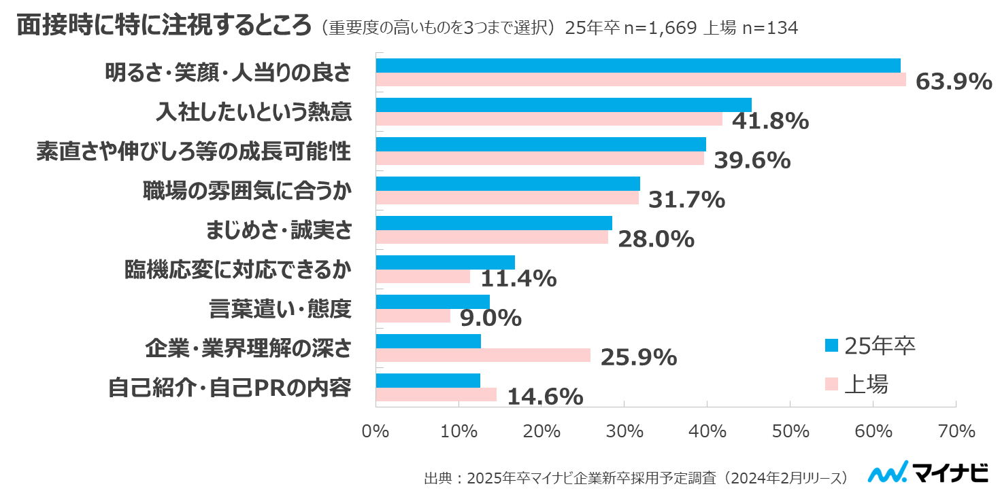 面接時に特に注視するところ（重要度の高いものを3つまで選択）25年卒 n=1,669 上場 n=134
明るさ・笑顔・人当りの良さ
63.9%
入社したいという熱意
41.8%
素直さや伸びしろ等の成長可能性
39.6%
職場の雰囲気に合うか
31.7%
まじめさ・誠実さ
28.0%
臨機応変に対応できるか
11.4%
言葉遣い・態度
9.0%
企業・業界理解の深さ
25.9%
自己紹介・自己PRの内容
14.6%
25年卒
上場
0% 10% 20% 30% 40% 50% 60% 70%
出典：2025年卒マイナビ企業新卒採用予定調査（2024年2月リリース）
マイナビ